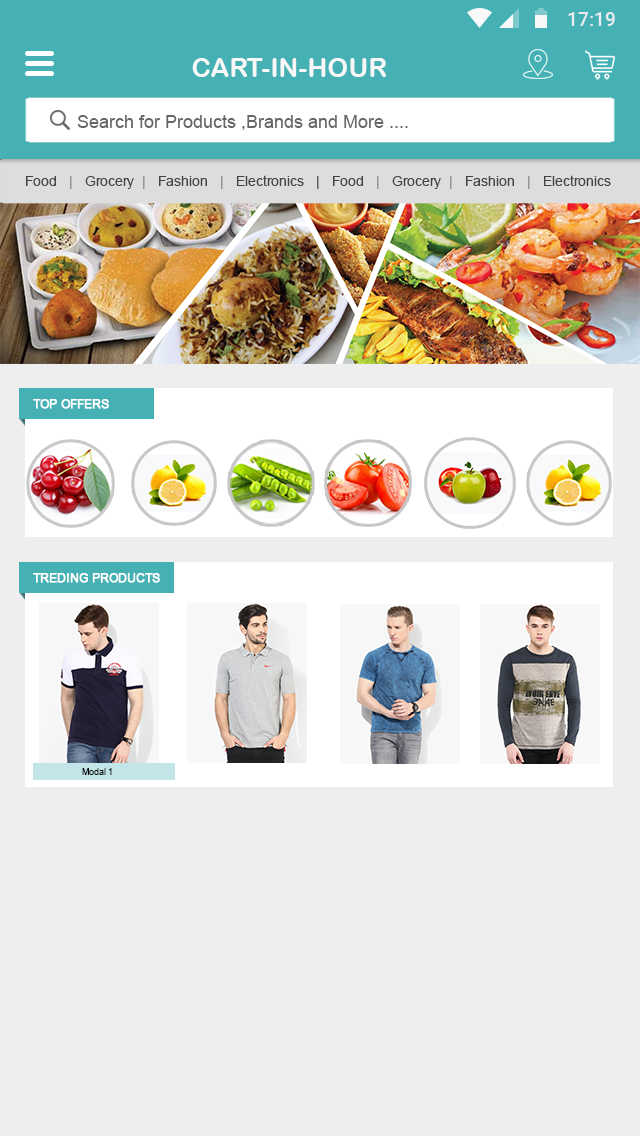 17:19
CART-IN-HOUR
Search for Products ,Brands and More ....
Food | Grocery | Fashion | Electronics | Food | Grocery | Fashion | Electronics
TOP OFFERS
TREDING PRODUCTS
Modal 1